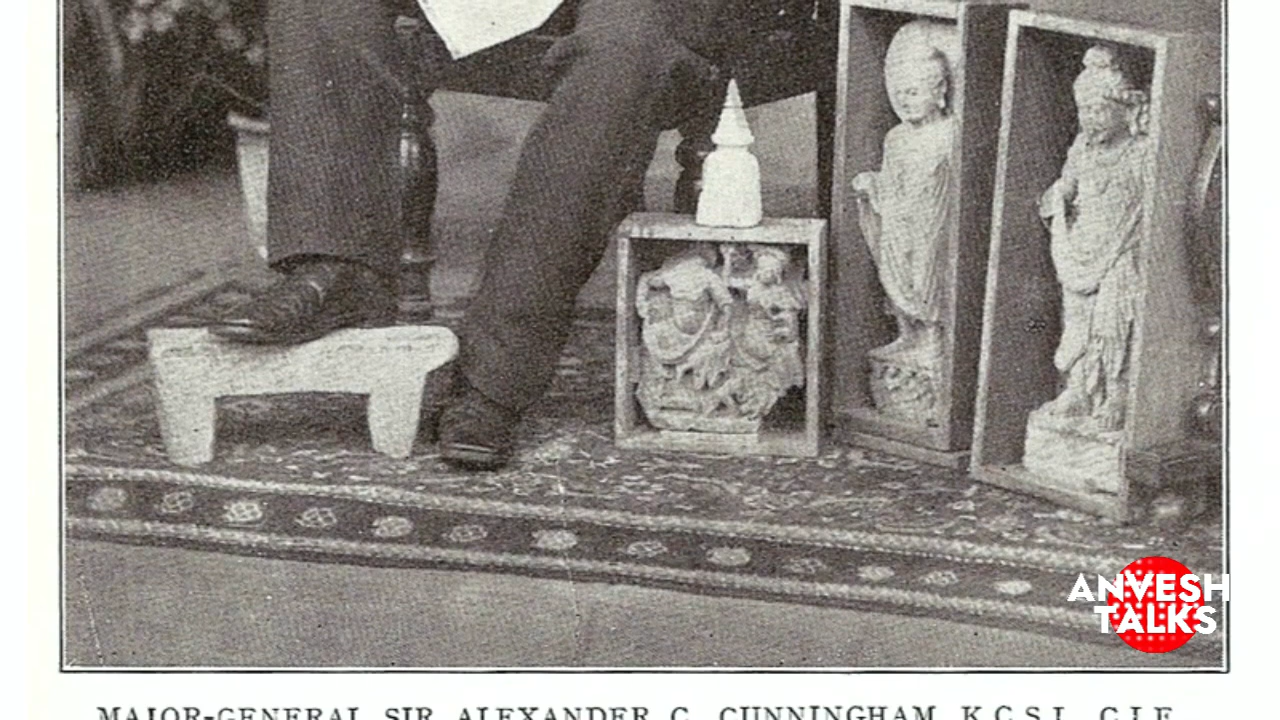 ANVESH
TALKS
MAJOR-GENERAL SIR ALEXANDER C. CUNNINGHAM, K.C.S.I., C.I.E.